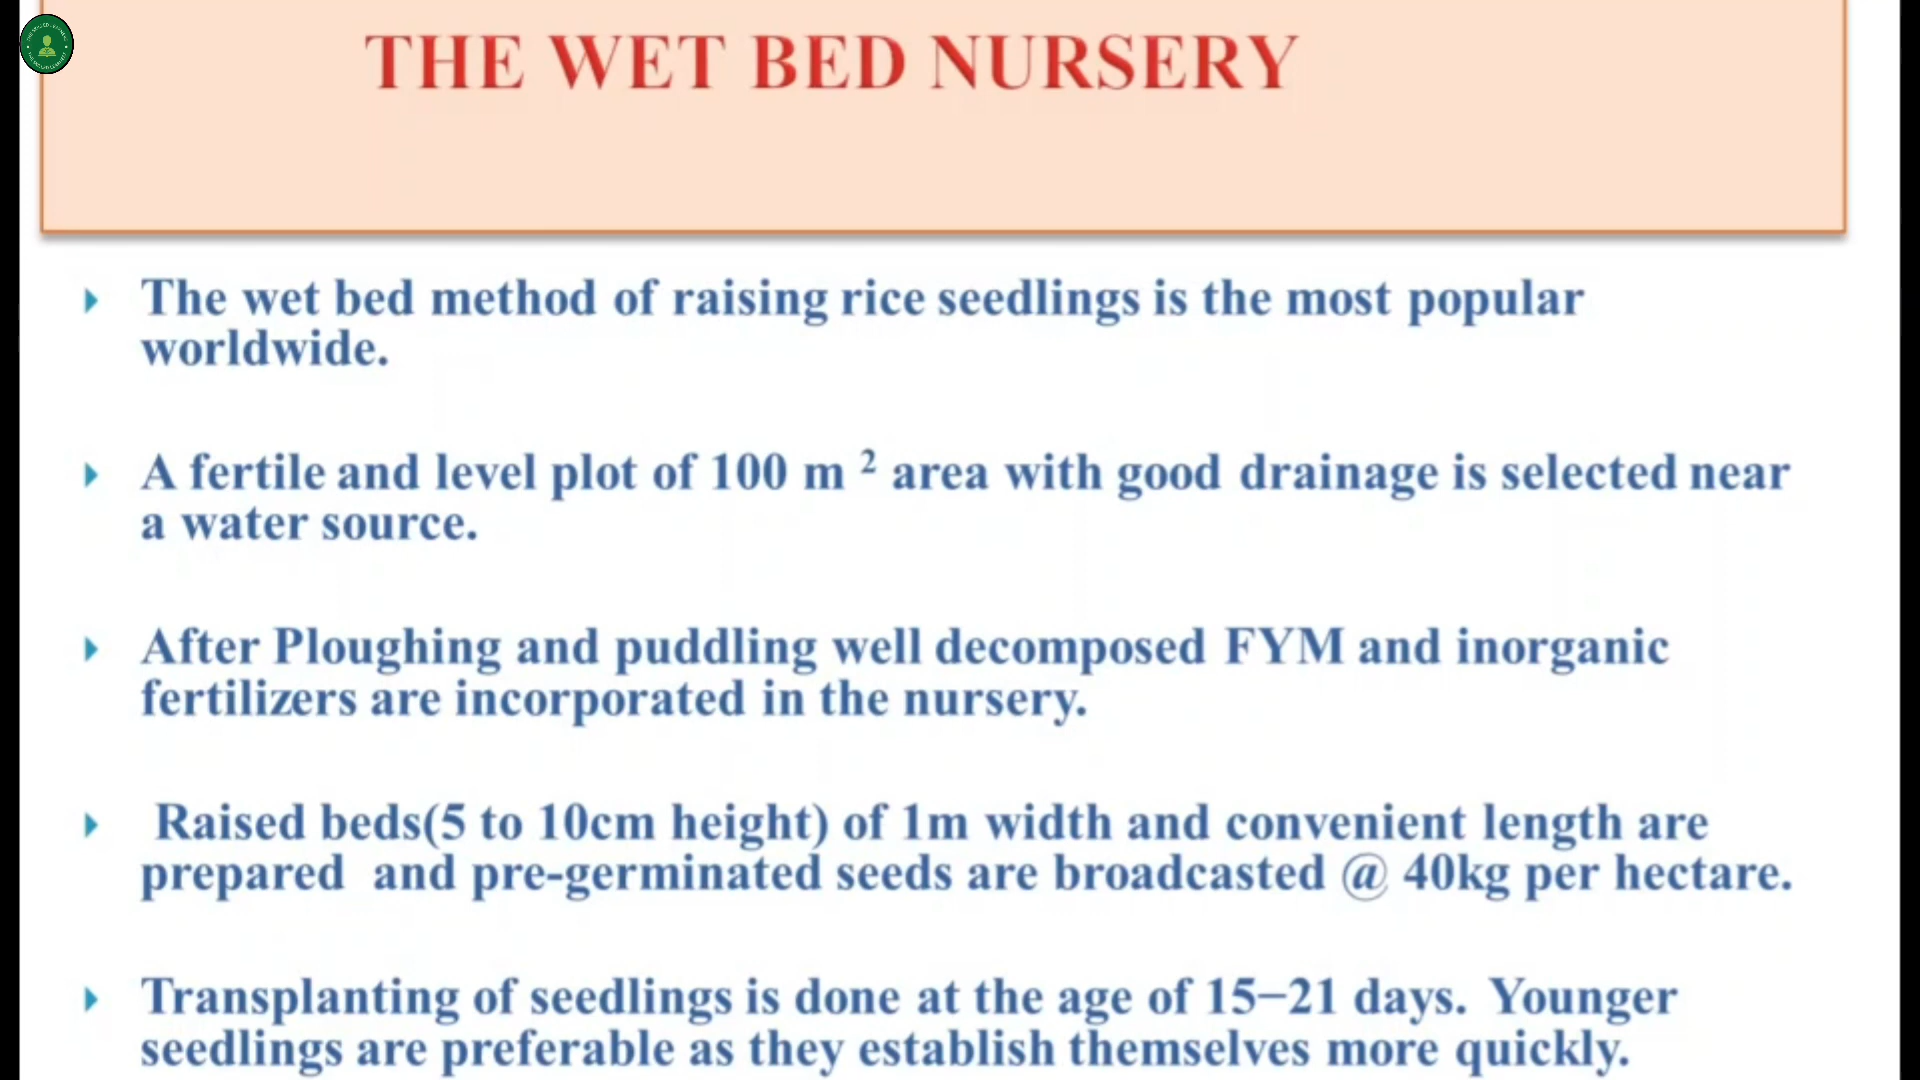 THE WET BED NURSERY
The wet bed method of raising rice seedlings is the most popular
worldwide.
A fertile and level plot of 100 m ² area with good drainage is selected near
a water source.
After Ploughing and puddling well decomposed FYM and inorganic
fertilizers are incorporated in the nursery.
Raised beds(5 to 10cm height) of 1m width and convenient length are
prepared and pre-germinated seeds are broadcasted @ 40kg per hectare.
Transplanting of seedlings is done at the age of 15−21 days. Younger
seedlings are preferable as they establish themselves more quickly.